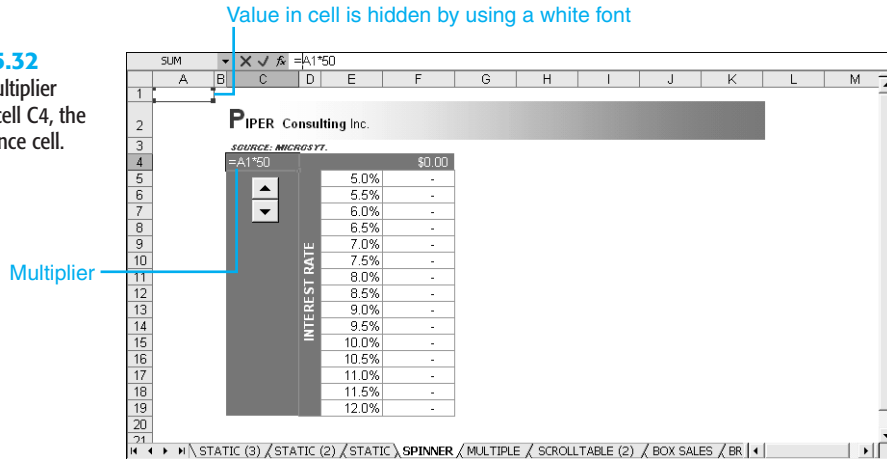 Value in cell is hidden by using a white font
5.32
ultiplier
cell C4, the
nce cell.
Multiplier
SUM =A1*50
A B C D E F G H I J K L M
1
2 PIPER Consulting Inc.
3 SOURCE: MICROSYT.
4 =A1*50 $0.00
5 5.0% -
6 5.5% -
7 6.0% -
8 6.5% -
9 7.0% -
10 7.5% -
11 8.0% -
12 8.5% -
13 9.0% -
14 9.5% -
15 10.0% -
16 10.5% -
17 11.0% -
18 11.5% -
19 12.0% -
20
21
INTEREST RATE
STATIC (3) STATIC (2) STATIC SPINNER MULTIPLE SCROLLTABLE (2) BOX SALES BR